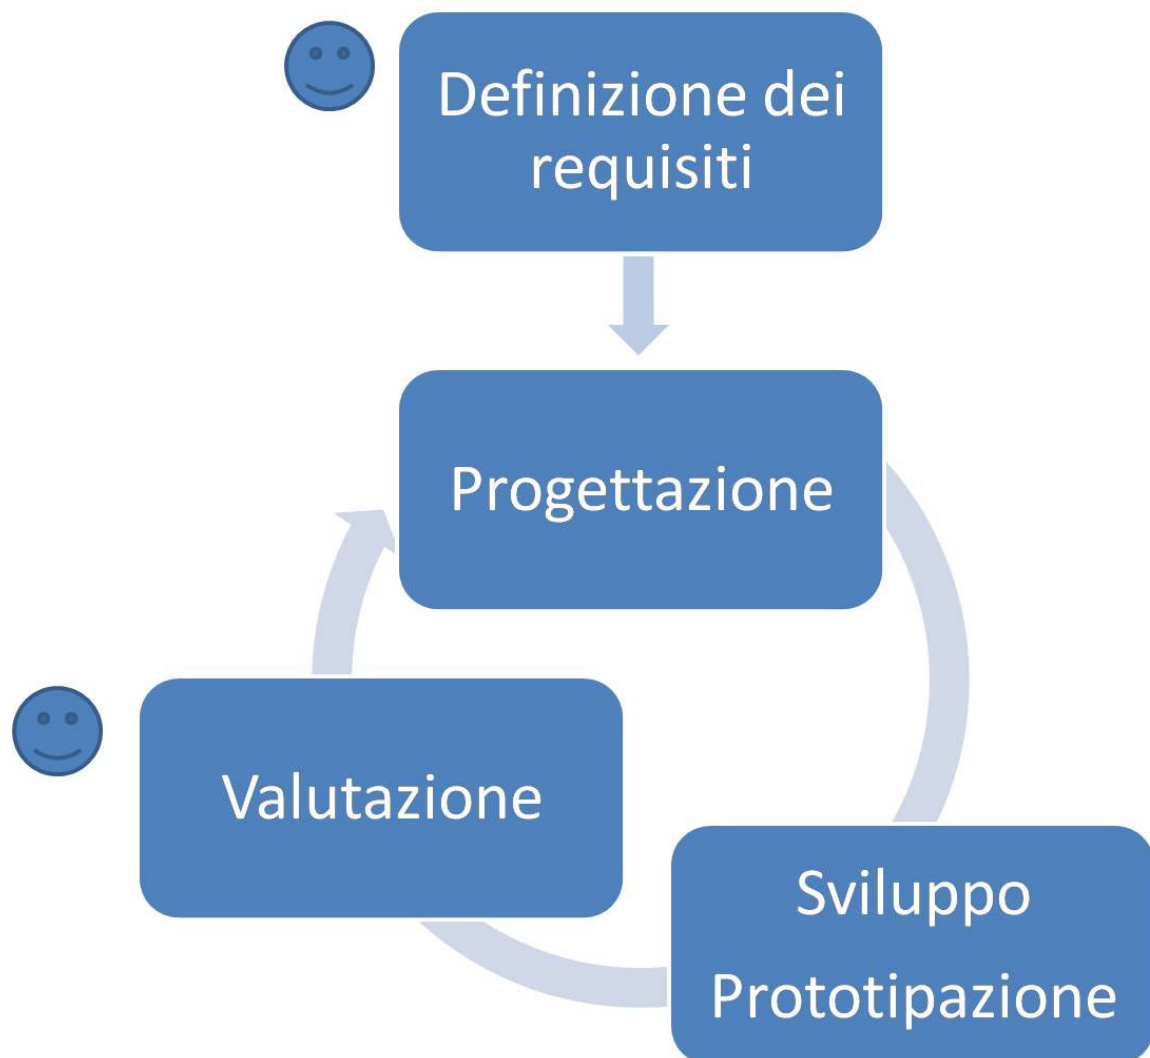 Definizione dei
requisiti
Progettazione
Valutazione
Sviluppo
Prototipazione